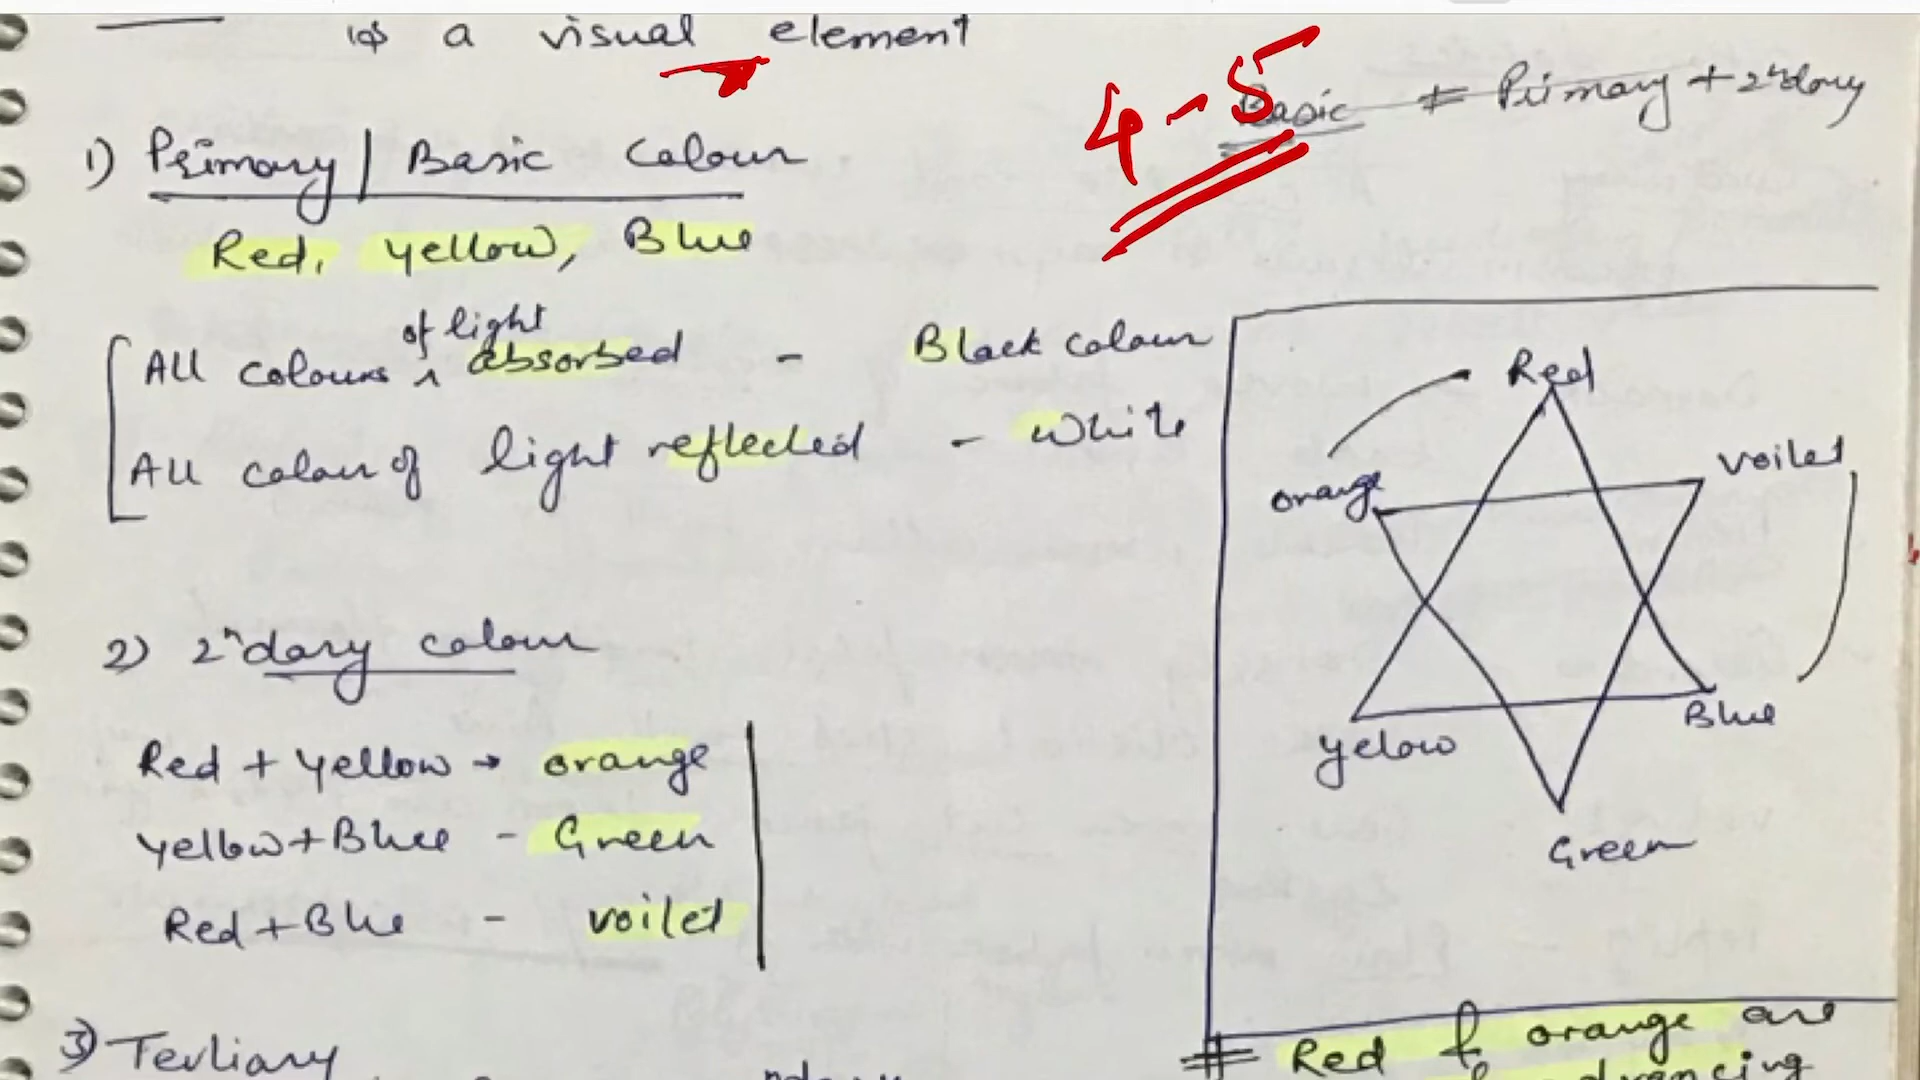 is a visual element
4-5
Basic ≠ Primary + 2ndary
1) Primary | Basic Colour
Red, yellow, Blue
of light
All colours ^ absorbed - Black colour
All colour of light reflected - white
2) 2ndary colour
Red + yellow → orange
yellow + Blue - Green
Red + Blue - voilet
3) Tertiary
Red
orange
voilet
yelow
Blue
Green
# Red & orange are
advancing